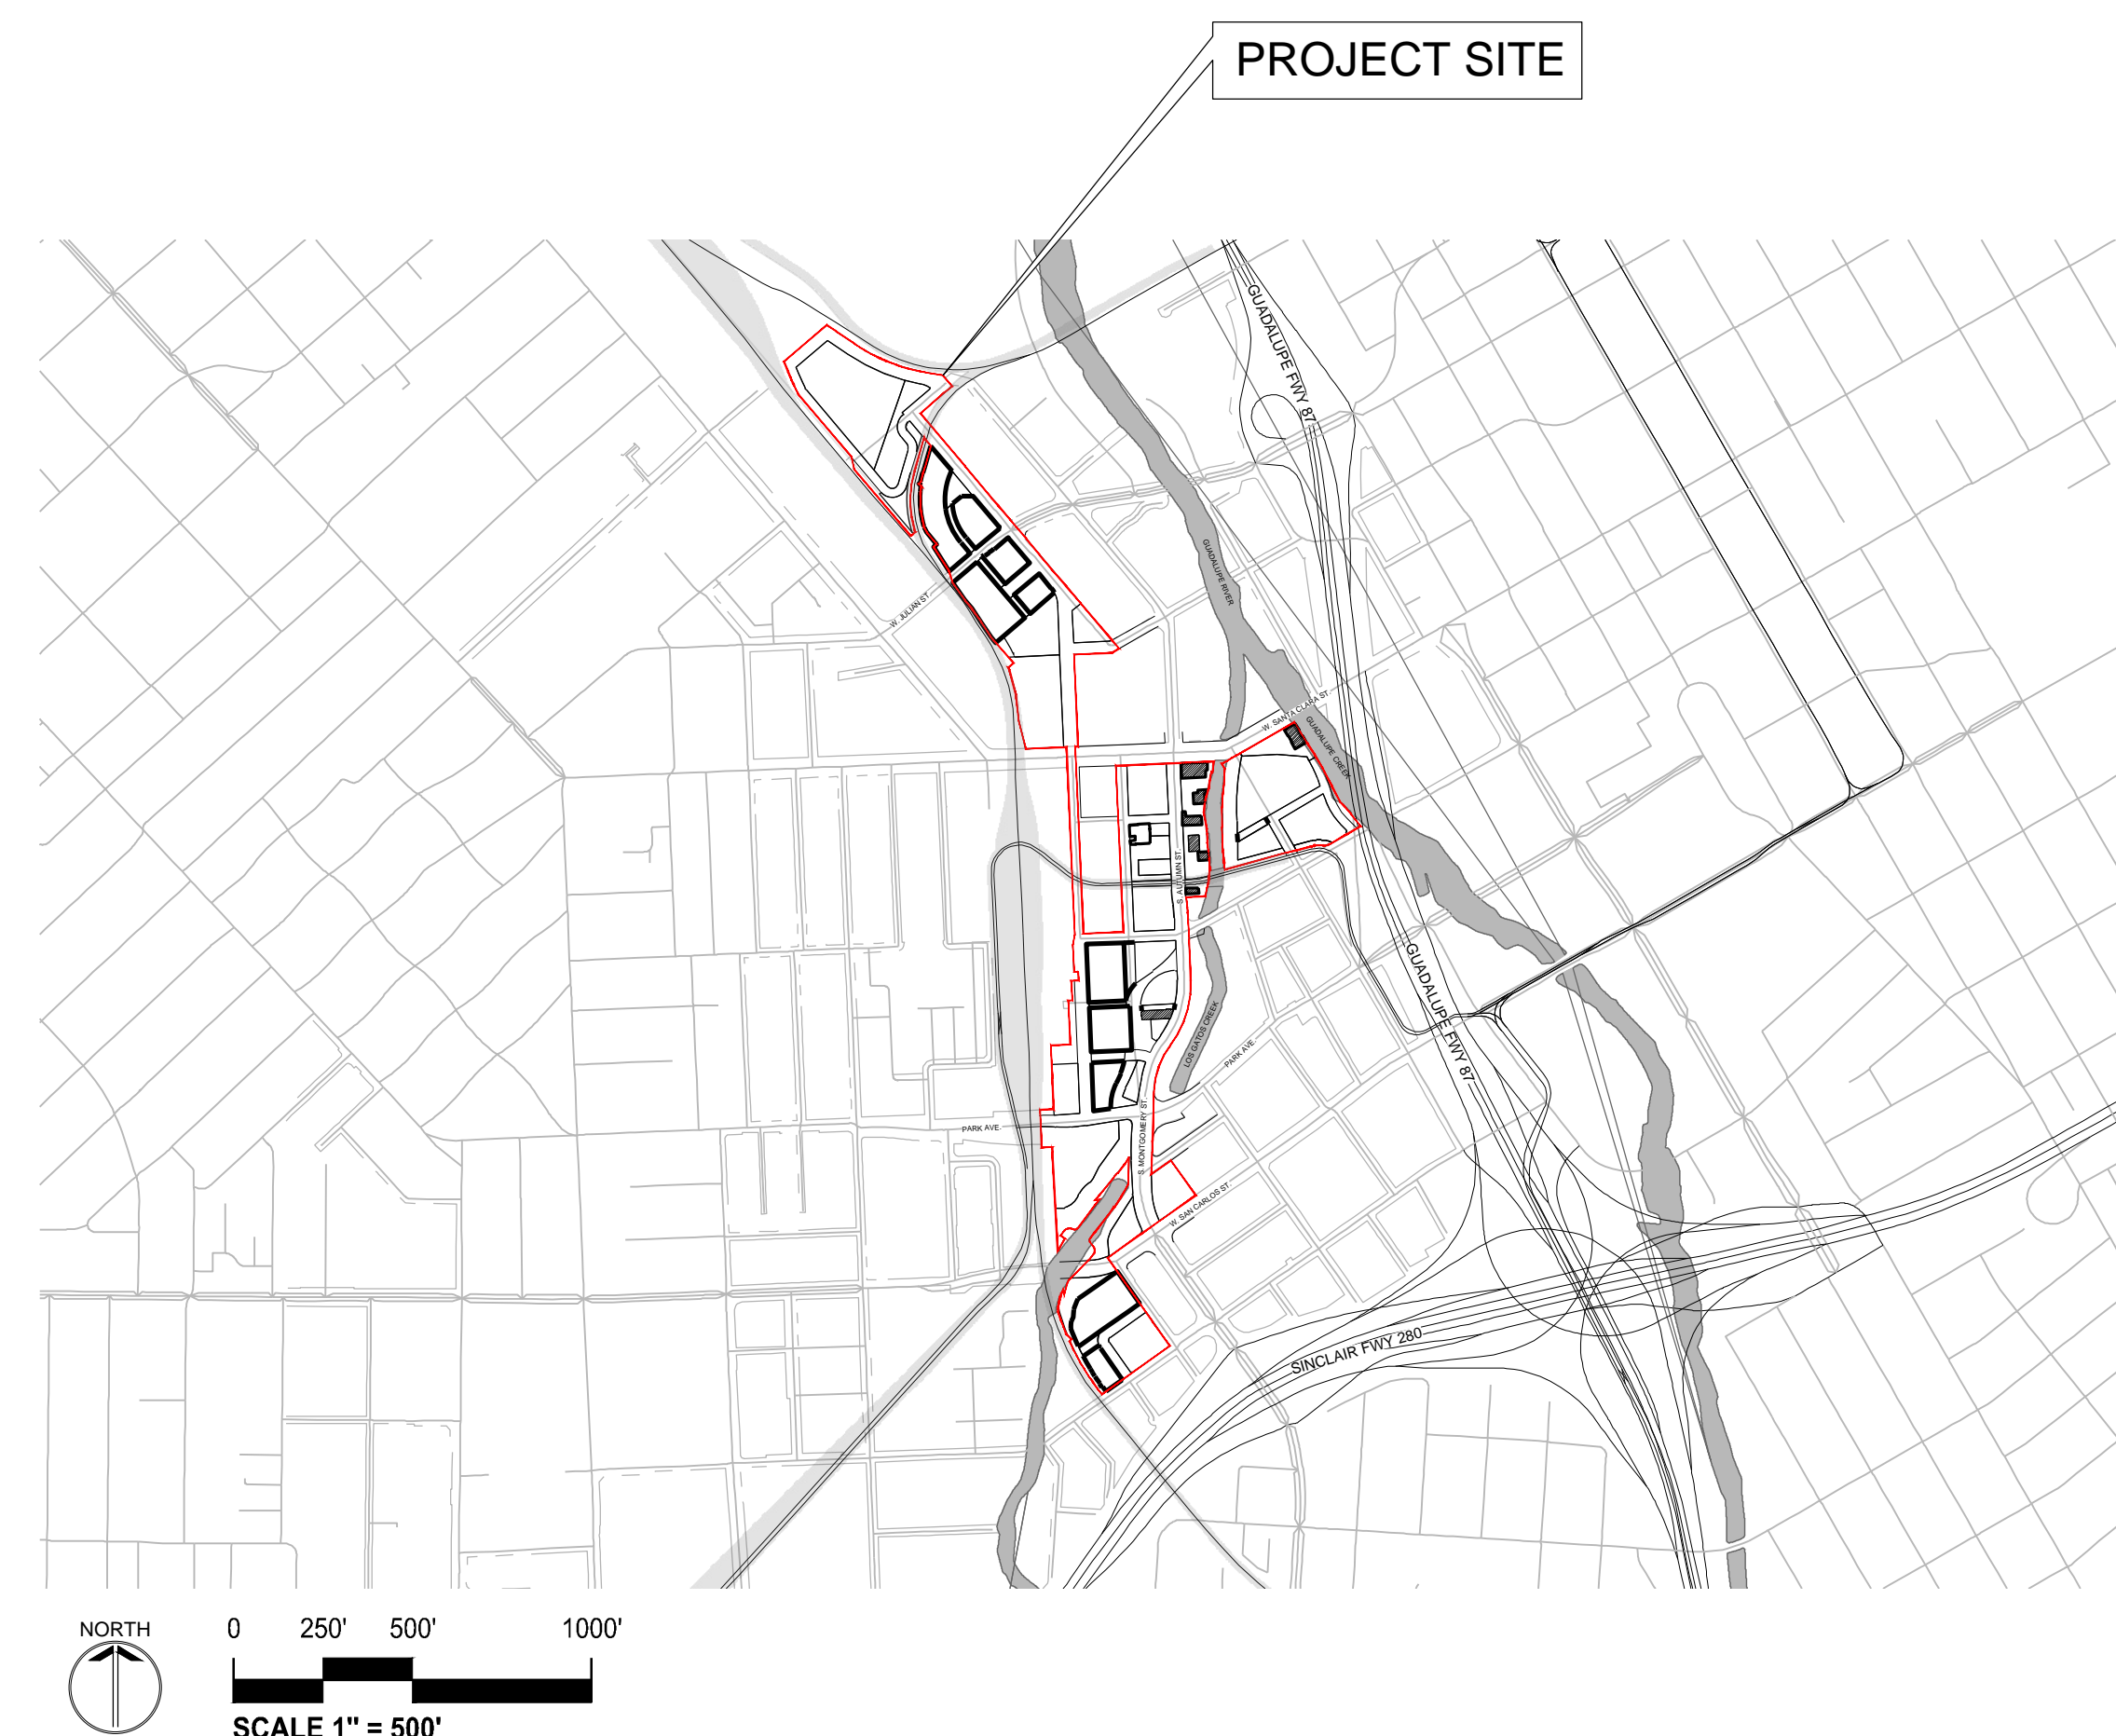 PROJECT SITE
GUADALUPE FWY 87
GUADALUPE RIVER
W. JULIAN ST.
W. SANTA CLARA ST.
GUADALUPE CREEK
S. AUTUMN ST.
GUADALUPE FWY 87
LOS GATOS CREEK
PARK AVE.
PARK AVE.
S. MONTGOMERY ST.
W. SAN CARLOS ST.
SINCLAIR FWY 280
NORTH
0 250' 500' 1000'
SCALE 1" = 500'